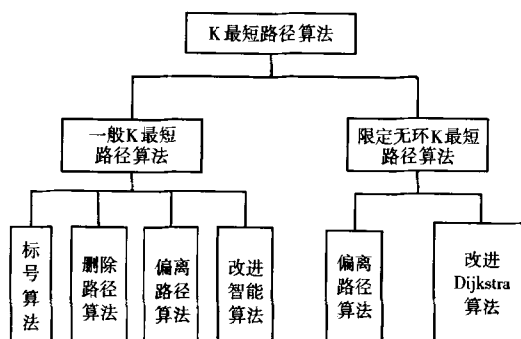 K最短路径算法
一般K最短
路径算法
限定无环K最短
路径算法
标
号
算
法
删除
路径
算法
偏离
路径
算法
改进
智能
算法
偏离
路径
算法
改进
Dijkstra
算法